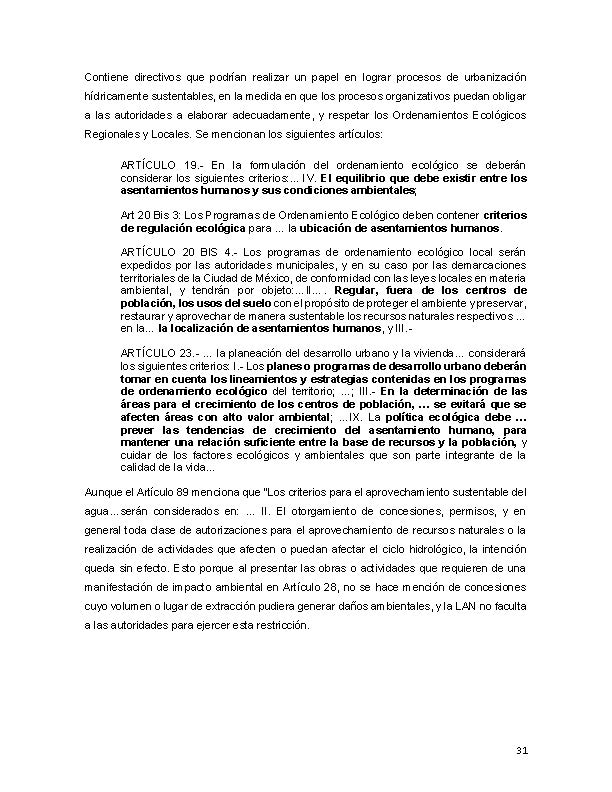 Contiene directivos que podrían realizar un papel en lograr procesos de urbanización
hídricamente sustentables, en la medida en que los procesos organizativos puedan obligar
a las autoridades a elaborar adecuadamente, y respetar los Ordenamientos Ecológicos
Regionales y Locales. Se mencionan los siguientes artículos:
ARTÍCULO 19.- En la formulación del ordenamiento ecológico se deberán
considerar los siguientes criterios:... IV. El equilibrio que debe existir entre los
asentamientos humanos y sus condiciones ambientales;
Art 20 Bis 3: Los Programas de Ordenamiento Ecológico deben contener criterios
de regulación ecológica para ... la ubicación de asentamientos humanos.
ARTÍCULO 20 BIS 4.- Los programas de ordenamiento ecológico local serán
expedidos por las autoridades municipales, y en su caso por las demarcaciones
territoriales de la Ciudad de México, de conformidad con las leyes locales en materia
ambiental, y tendrán por objeto:...II... . Regular, fuera de los centros de
población, los usos del suelo con el propósito de proteger el ambiente y preservar,
restaurar y aprovechar de manera sustentable los recursos naturales respectivos ...
en la... la localización de asentamientos humanos, y III.-
ARTÍCULO 23.- ... la planeación del desarrollo urbano y la vivienda... considerará
los siguientes criterios: I.- Los planes o programas de desarrollo urbano deberán
tomar en cuenta los lineamientos y estrategias contenidas en los programas
de ordenamiento ecológico del territorio; ...; III.- En la determinación de las
áreas para el crecimiento de los centros de población, ... se evitará que se
afecten áreas con alto valor ambiental; ...IX. La política ecológica debe ...
prever las tendencias de crecimiento del asentamiento humano, para
mantener una relación suficiente entre la base de recursos y la población, y
cuidar de los factores ecológicos y ambientales que son parte integrante de la
calidad de la vida...
Aunque el Artículo 89 menciona que "Los criterios para el aprovechamiento sustentable del
agua...serán considerados en: ... II. El otorgamiento de concesiones, permisos, y en
general toda clase de autorizaciones para el aprovechamiento de recursos naturales o la
realización de actividades que afecten o puedan afectar el ciclo hidrológico, la intención
queda sin efecto. Esto porque al presentar las obras o actividades que requieren de una
manifestación de impacto ambiental en Artículo 28, no se hace mención de concesiones
cuyo volumen o lugar de extracción pudiera generar daños ambientales, y la LAN no faculta
a las autoridades para ejercer esta restricción.
31